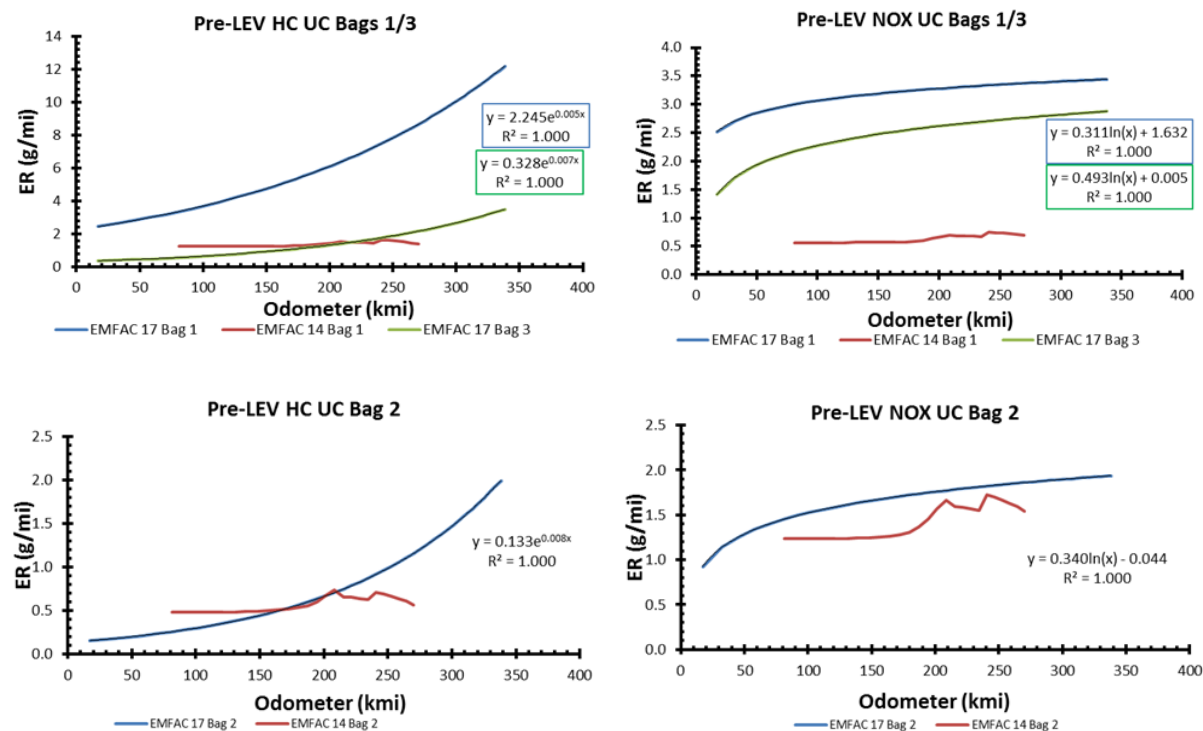 Pre-LEV HC UC Bags 1/3
14
12
10
8
6
4
2
0
ER (g/mi)
y = 2.245e^0.005x
R² = 1.000
y = 0.328e^0.007x
R² = 1.000
0 50 100 150 200 250 300 350 400
Odometer (kmi)
EMFAC 17 Bag 1 EMFAC 14 Bag 1 EMFAC 17 Bag 3
Pre-LEV NOX UC Bags 1/3
4.0
3.5
3.0
2.5
2.0
1.5
1.0
0.5
0.0
ER (g/mi)
y = 0.311ln(x) + 1.632
R² = 1.000
y = 0.493ln(x) + 0.005
R² = 1.000
0 50 100 150 200 250 300 350 400
Odometer (kmi)
EMFAC 17 Bag 1 EMFAC 14 Bag 1 EMFAC 17 Bag 3
Pre-LEV HC UC Bag 2
2.5
2.0
1.5
1.0
0.5
0.0
ER (g/mi)
y = 0.133e^0.008x
R² = 1.000
0 50 100 150 200 250 300 350 400
Odometer (kmi)
EMFAC 17 Bag 2 EMFAC 14 Bag 2
Pre-LEV NOX UC Bag 2
2.5
2.0
1.5
1.0
0.5
0.0
ER (g/mi)
y = 0.340ln(x) - 0.044
R² = 1.000
0 50 100 150 200 250 300 350 400
Odometer (kmi)
EMFAC 17 Bag 2 EMFAC 14 Bag 2